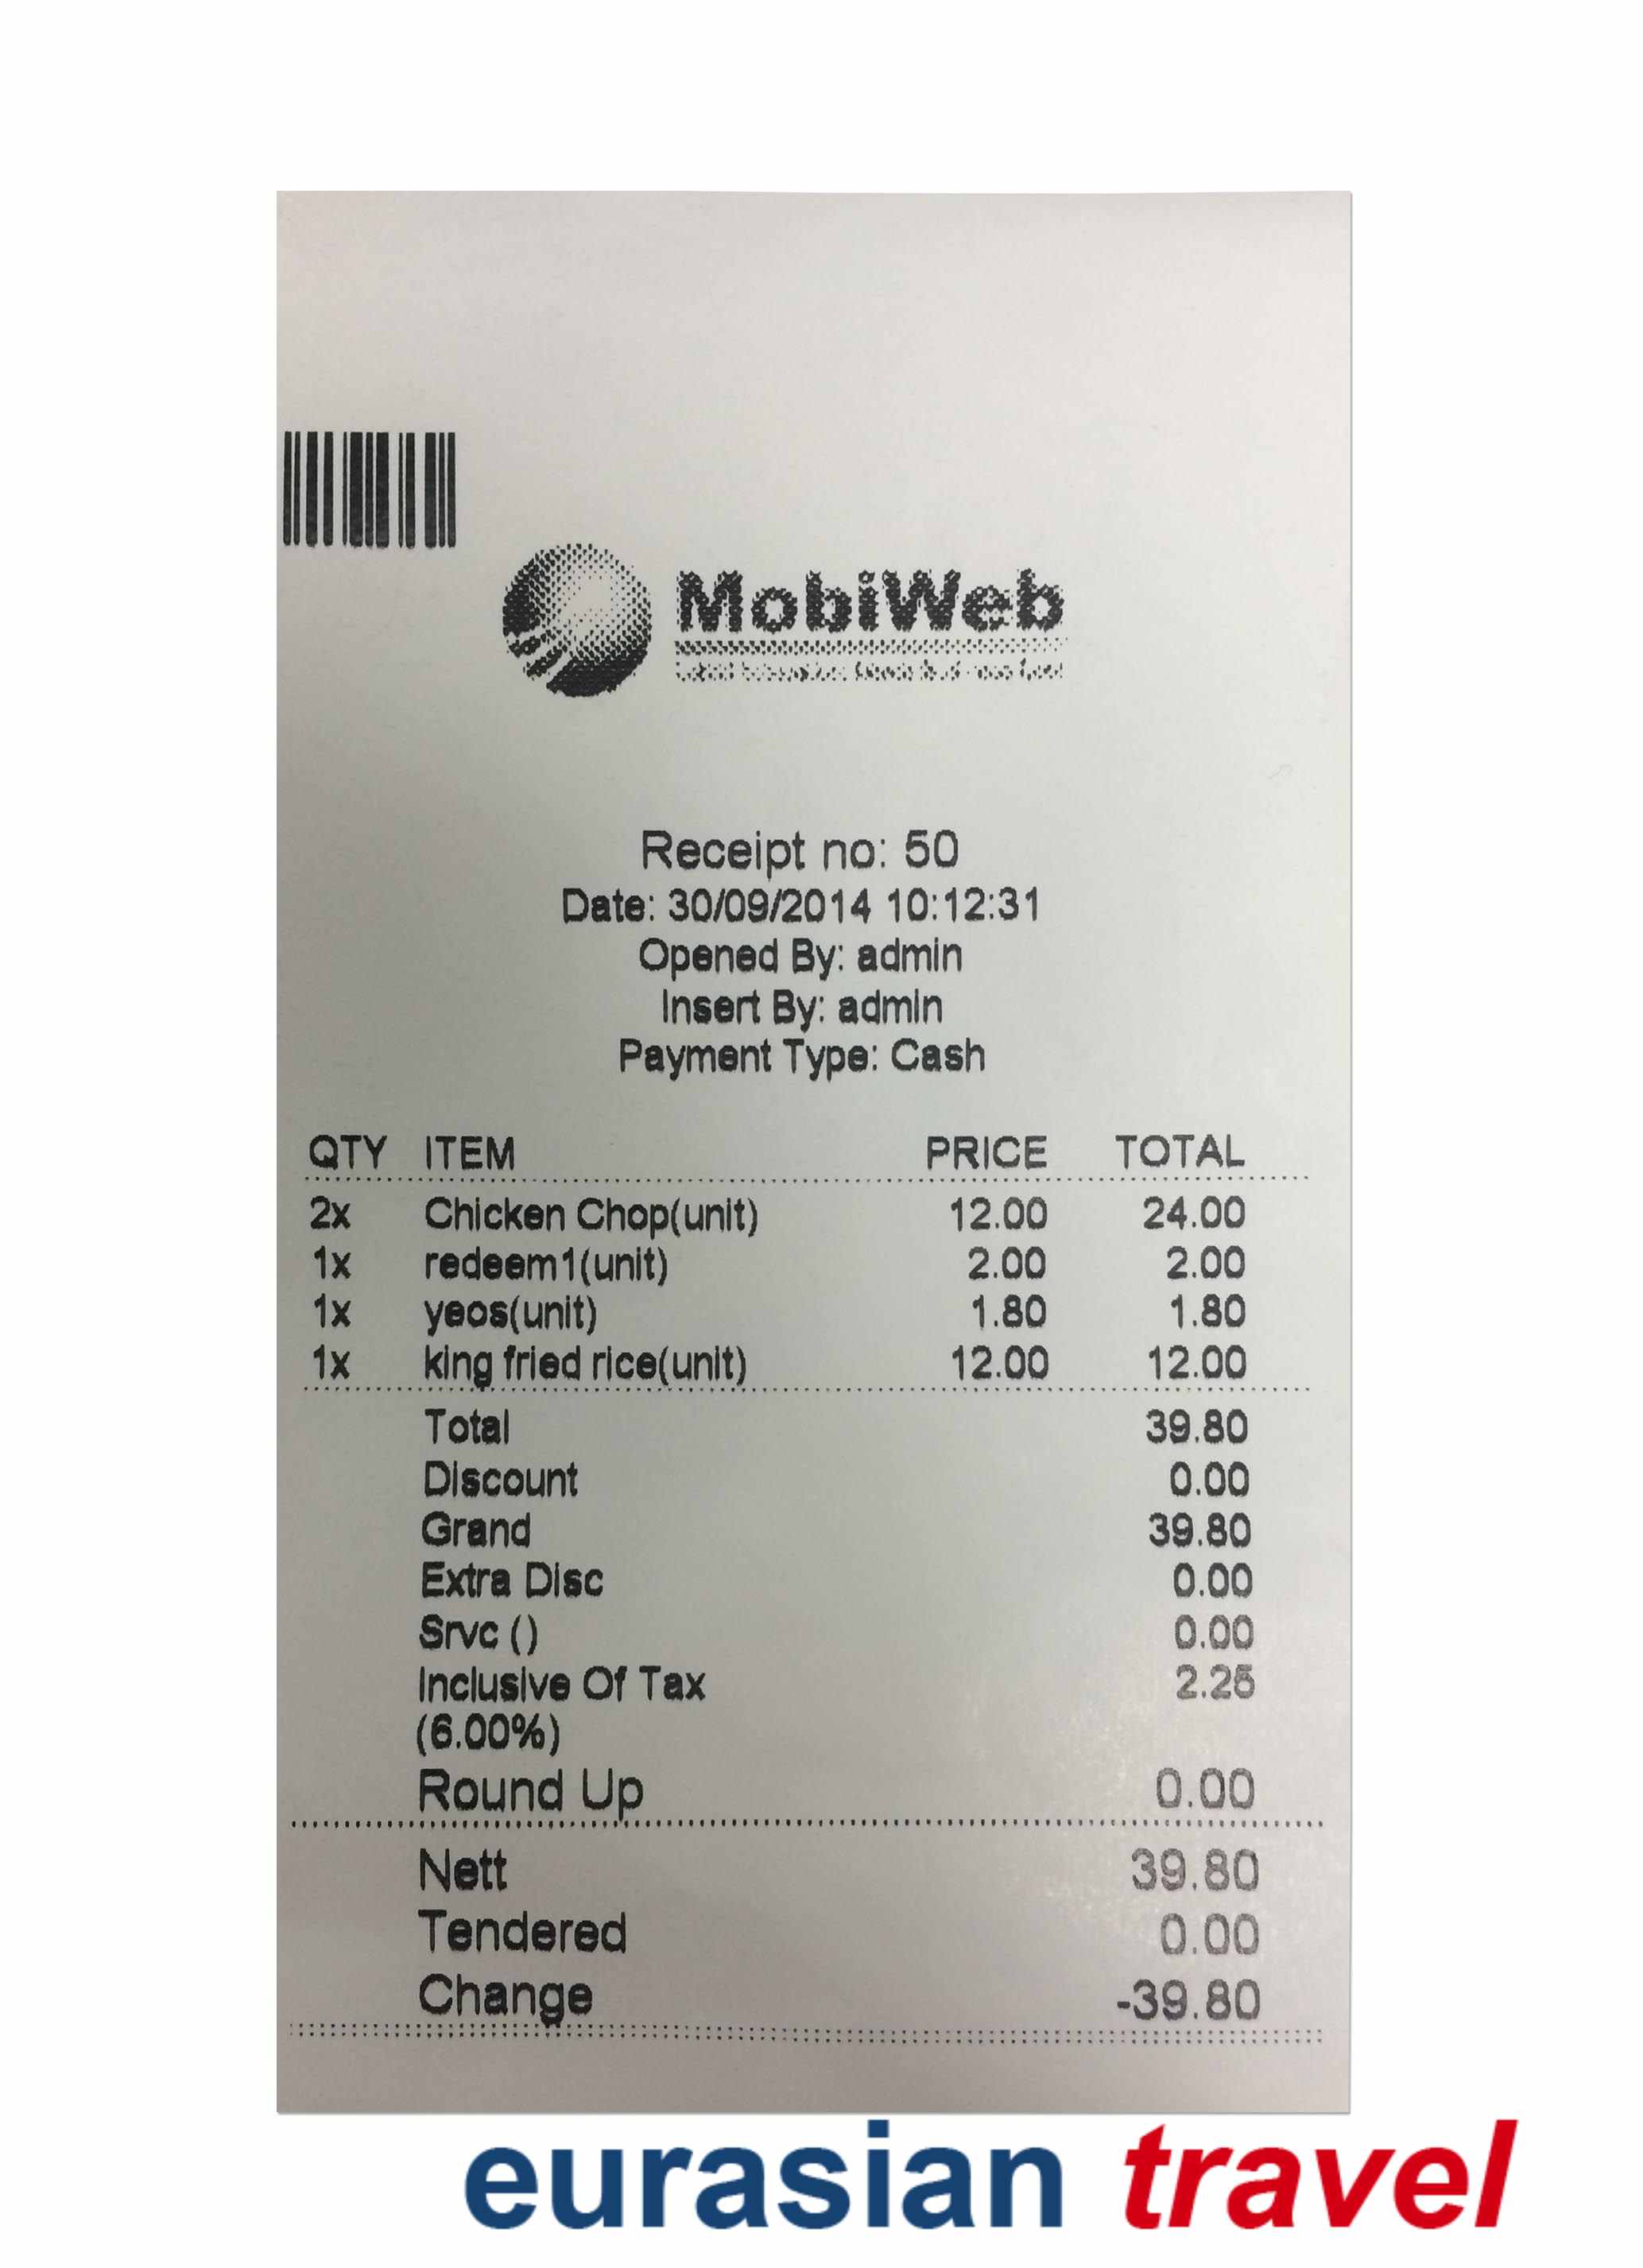 MobiWeb
Receipt no: 50
Date: 30/09/2014 10:12:31
Opened By: admin
Insert By: admin
Payment Type: Cash
QTY ITEM PRICE TOTAL
2x Chicken Chop(unit) 12.00 24.00
1x redeem1(unit) 2.00 2.00
1x yeos(unit) 1.80 1.80
1x king fried rice(unit) 12.00 12.00
Total 39.80
Discount 0.00
Grand 39.80
Extra Disc 0.00
Srvc () 0.00
Inclusive Of Tax 2.25
(6.00%)
Round Up 0.00
Nett 39.80
Tendered 0.00
Change -39.80
eurasian travel